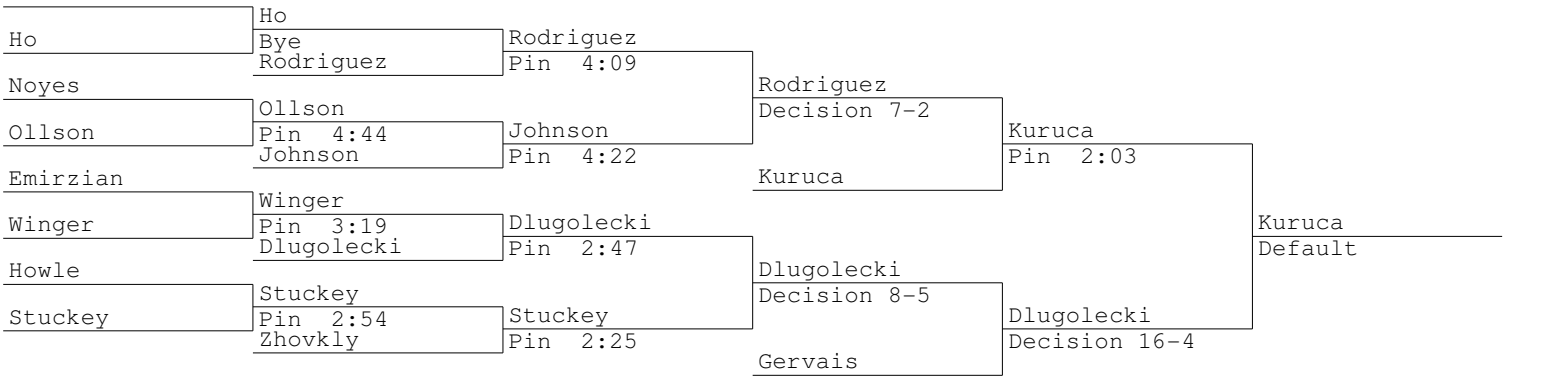 Ho
Noyes
Ollson
Emirzian
Winger
Howle
Stuckey
Ho
Bye
Rodriguez
Ollson
Pin 4:44
Johnson
Winger
Pin 3:19
Dlugolecki
Stuckey
Pin 2:54
Zhovkly
Rodriguez
Pin 4:09
Johnson
Pin 4:22
Dlugolecki
Pin 2:47
Stuckey
Pin 2:25
Rodriguez
Decision 7-2
Kuruca
Dlugolecki
Decision 8-5
Gervais
Kuruca
Pin 2:03
Dlugolecki
Decision 16-4
Kuruca
Default